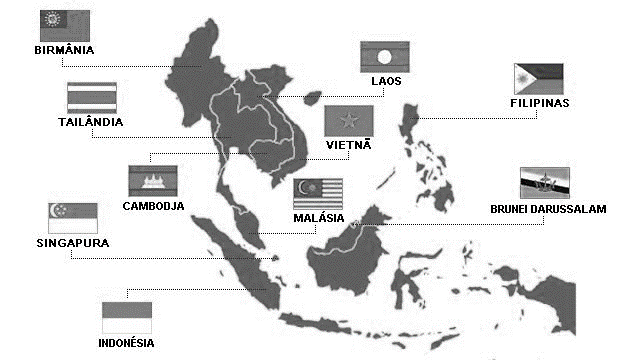 BIRMÂNIA
LAOS
FILIPINAS
TAILÂNDIA
VIETNÃ
CAMBODJA
MALÁSIA
BRUNEI DARUSSALAM
SINGAPURA
INDONÉSIA